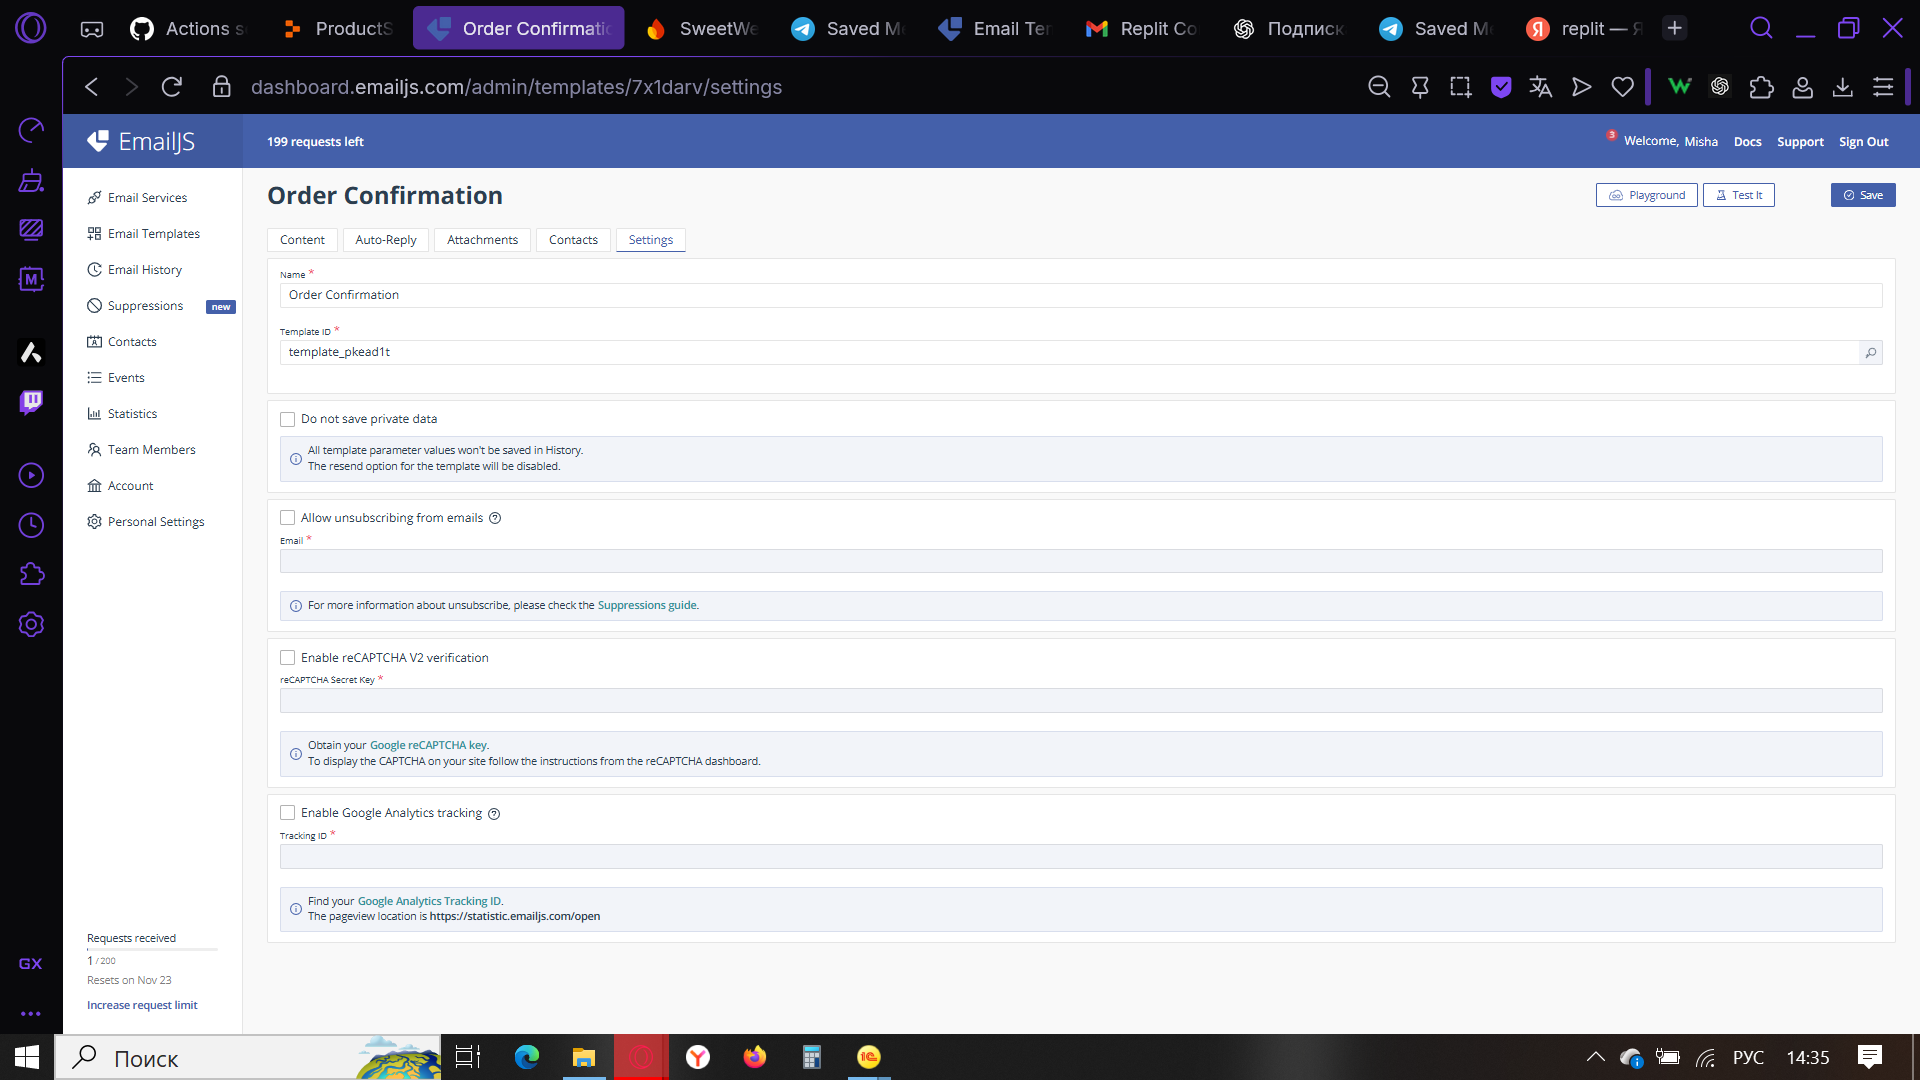 Actions s
ProductS
Order Confirmatic
SweetWe
Saved Me
Email Ter
Replit Co
Подписк
Saved Me
replit — Я
dashboard.emailjs.com/admin/templates/7x1darv/settings
EmailJS
199 requests left
3
Welcome, Misha
Docs
Support
Sign Out
Email Services
Email Templates
Email History
Suppressions
new
Contacts
Events
Statistics
Team Members
Account
Personal Settings
Requests received
1 / 200
Resets on Nov 23
Increase request limit
GX
Order Confirmation
Playground
Test It
Save
Content
Auto-Reply
Attachments
Contacts
Settings
Name *
Order Confirmation
Template ID *
template_pkead1t
Do not save private data
All template parameter values won't be saved in History.
The resend option for the template will be disabled.
Allow unsubscribing from emails
Email *
For more information about unsubscribe, please check the Suppressions guide.
Enable reCAPTCHA V2 verification
reCAPTCHA Secret Key *
Obtain your Google reCAPTCHA key.
To display the CAPTCHA on your site follow the instructions from the reCAPTCHA dashboard.
Enable Google Analytics tracking
Tracking ID *
Find your Google Analytics Tracking ID.
The pageview location is https://statistic.emailjs.com/open
Поиск
РУС
14:35